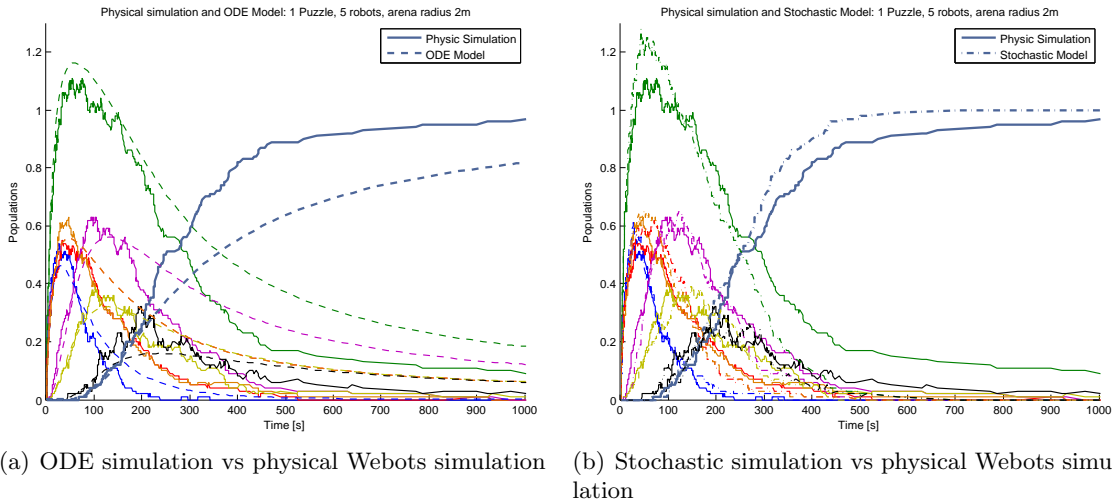 Physical simulation and ODE Model: 1 Puzzle, 5 robots, arena radius 2m
Physic Simulation
ODE Model
Populations
1.2
1
0.8
0.6
0.4
0.2
0
0 100 200 300 400 500 600 700 800 900 1000
Time [s]
(a) ODE simulation vs physical Webots simulation
Physical simulation and Stochastic Model: 1 Puzzle, 5 robots, arena radius 2m
Physic Simulation
Stochastic Model
Populations
1.2
1
0.8
0.6
0.4
0.2
0
0 100 200 300 400 500 600 700 800 900 1000
Time [s]
(b) Stochastic simulation vs physical Webots simu
lation